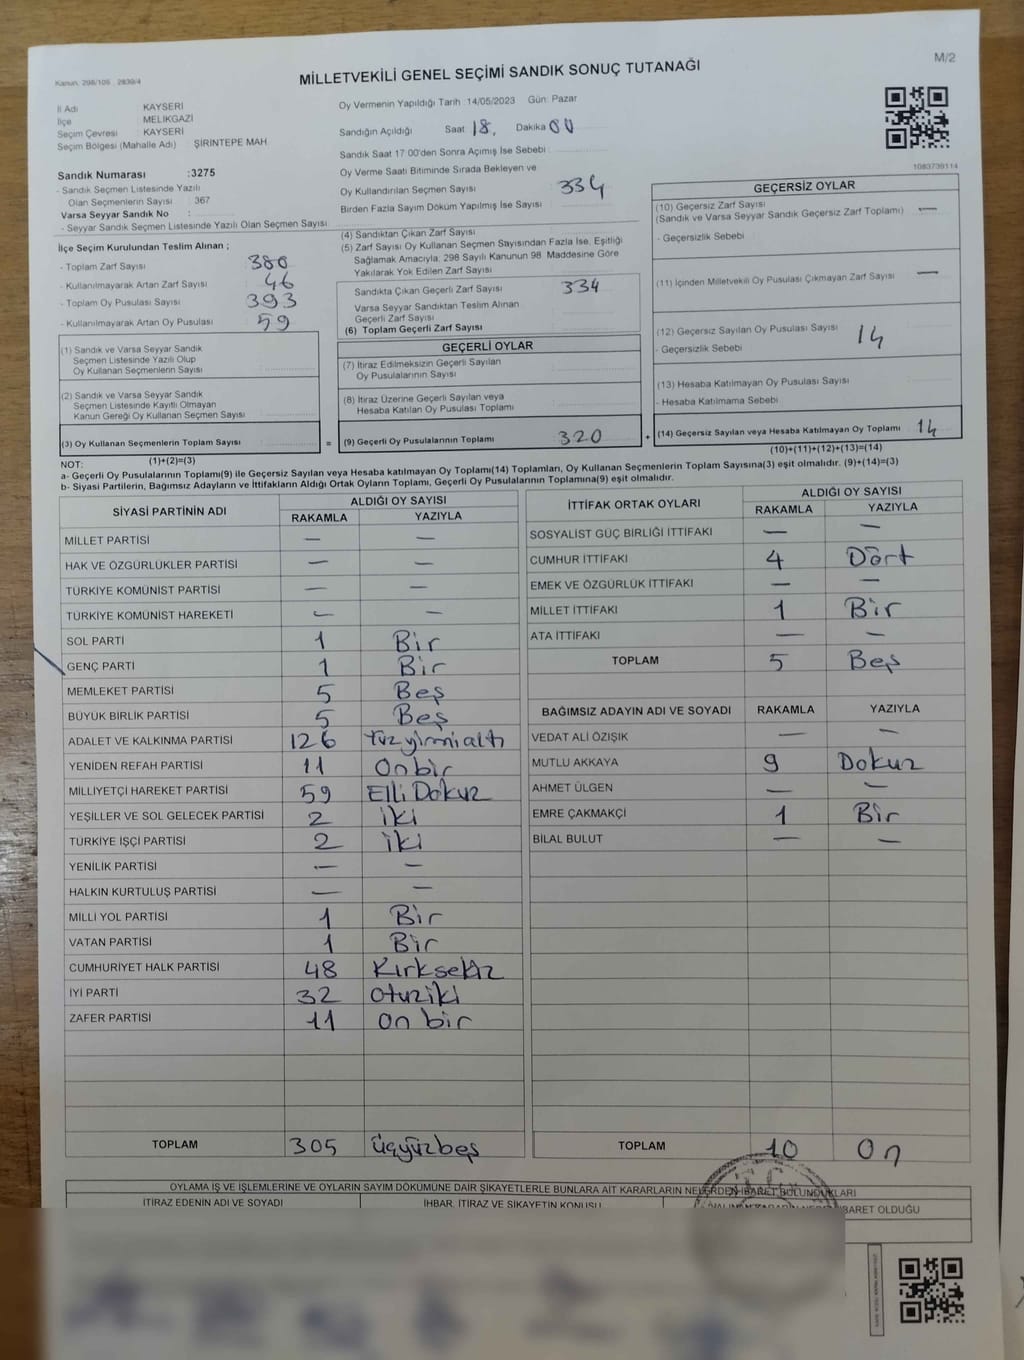 Kanun: 298/105 , 2839/4
MİLLETVEKİLİ GENEL SEÇİMİ SANDIK SONUÇ TUTANAĞI
M/2
İl Adı : KAYSERİ
İlçe : MELİKGAZİ
Seçim Çevresi : KAYSERİ
Seçim Bölgesi (Mahalle Adı) : ŞİRİNTEPE MAH.
Sandık Numarası :3275
- Sandık Seçmen Listesinde Yazılı
Olan Seçmenlerin Sayısı : 367
Varsa Seyyar Sandık No :
- Seyyar Sandık Seçmen Listesinde Yazılı Olan Seçmen Sayısı :
Oy Vermenin Yapıldığı Tarih :14/05/2023 Gün: Pazar
Sandığın Açıldığı Saat 18. Dakika 00
Sandık Saat 17 00'den Sonra Açımış İse Sebebi :
Oy Verme Saati Bitiminde Sırada Bekleyen ve
Oy Kullandırılan Seçmen Sayısı 334
Birden Fazla Sayım Döküm Yapılmış İse Sayısı
1083739114
İlçe Seçim Kurulundan Teslim Alınan ;
- Toplam Zarf Sayısı 380
- Kullanılmayarak Artan Zarf Sayısı 46
- Toplam Oy Pusulası Sayısı 393
- Kullanılmayarak Artan Oy Pusulası 59
(4) Sandıktan Çıkan Zarf Sayısı
(5) Zarf Sayısı Oy Kullanan Seçmen Sayısından Fazla İse, Eşitliği
Sağlamak Amacıyla; 298 Sayılı Kanunun 98. Maddesine Göre
Yakılarak Yok Edilen Zarf Sayısı
Sandıkta Çıkan Geçerli Zarf Sayısı 334
Varsa Seyyar Sandıktan Teslim Alınan
Geçerli Zarf Sayısı
(6) Toplam Geçerli Zarf Sayısı
GEÇERSİZ OYLAR
(10) Geçersiz Zarf Sayısı —
(Sandık ve Varsa Seyyar Sandık Geçersiz Zarf Toplamı)
- Geçersizlik Sebebi
(11) İçinden Milletvekili Oy Pusulası Çıkmayan Zarf Sayısı —
(12) Geçersiz Sayılan Oy Pusulası Sayısı 14
- Geçersizlik Sebebi
(13) Hesaba Katılmayan Oy Pusulası Sayısı
- Hesaba Katılmama Sebebi
(14) Geçersiz Sayılan veya Hesaba Katılmayan Oy Toplamı 14
(10)+(11)+(12)+(13)=(14)
(1) Sandık ve Varsa Seyyar Sandık
Seçmen Listesinde Yazılı Olup
Oy Kullanan Seçmenlerin Sayısı
(2) Sandık ve Varsa Seyyar Sandık
Seçmen Listesinde Kayıtlı Olmayan
Kanun Gereği Oy Kullanan Seçmen Sayısı
(3) Oy Kullanan Seçmenlerin Toplam Sayısı =
(1)+(2)=(3)
GEÇERLİ OYLAR
(7) İtiraz Edilmeksizin Geçerli Sayılan
Oy Pusulalarının Sayısı
(8) İtiraz Üzerine Geçerli Sayılan veya
Hesaba Katılan Oy Pusulası Toplamı
(9) Geçerli Oy Pusulalarının Toplamı 320 +
NOT:
a- Geçerli Oy Pusulalarının Toplamı(9) ile Geçersiz Sayılan veya Hesaba katılmayan Oy Toplamı(14) Toplamları, Oy Kullanan Seçmenlerin Toplam Sayısına(3) eşit olmalıdır. (9)+(14)=(3)
b- Siyasi Partilerin, Bağımsız Adayların ve İttifakların Aldığı Ortak Oyların Toplamı, Geçerli Oy Pusulalarının Toplamına(9) eşit olmalıdır.
SİYASİ PARTİNİN ADI ALDIĞI OY SAYISI
RAKAMLA YAZIYLA
MİLLET PARTİSİ — —
HAK VE ÖZGÜRLÜKLER PARTİSİ — —
TÜRKİYE KOMÜNİST PARTİSİ — —
TÜRKİYE KOMÜNİST HAREKETİ — —
SOL PARTİ 1 Bir
GENÇ PARTİ 1 Bir
MEMLEKET PARTİSİ 5 Beş
BÜYÜK BİRLİK PARTİSİ 5 Beş
ADALET VE KALKINMA PARTİSİ 126 Yüzyirmialtı
YENİDEN REFAH PARTİSİ 11 Onbir
MİLLİYETÇİ HAREKET PARTİSİ 59 Elli Dokuz
YEŞİLLER VE SOL GELECEK PARTİSİ 2 iki
TÜRKİYE İŞÇİ PARTİSİ 2 iki
YENİLİK PARTİSİ — —
HALKIN KURTULUŞ PARTİSİ — —
MİLLİ YOL PARTİSİ 1 Bir
VATAN PARTİSİ 1 Bir
CUMHURİYET HALK PARTİSİ 48 Kırksekiz
İYİ PARTİ 32 Otuziki
ZAFER PARTİSİ 11 On bir
TOPLAM 305 Üçyüzbeş
İTTİFAK ORTAK OYLARI ALDIĞI OY SAYISI
RAKAMLA YAZIYLA
SOSYALİST GÜÇ BİRLİĞİ İTTİFAKI — —
CUMHUR İTTİFAKI 4 Dört
EMEK VE ÖZGÜRLÜK İTTİFAKI — —
MİLLET İTTİFAKI 1 Bir
ATA İTTİFAKI — —
TOPLAM 5 Beş
BAĞIMSIZ ADAYIN ADI VE SOYADI RAKAMLA YAZIYLA
VEDAT ALİ ÖZIŞIK — —
MUTLU AKKAYA 9 Dokuz
AHMET ÜLGEN — —
EMRE ÇAKMAKÇİ 1 Bir
BİLAL BULUT — —
TOPLAM 10 On
OYLAMA İŞ VE İŞLEMLERİNE VE OYLARIN SAYIM DÖKÜMÜNE DAİR ŞİKAYETLERLE BUNLARA AİT KARARLARIN NELERDEN İBARET BULUNDUKLARI
İTİRAZ EDENİN ADI VE SOYADI İHBAR, İTİRAZ VE ŞİKAYETİN KONUSU İBARET OLDUĞU